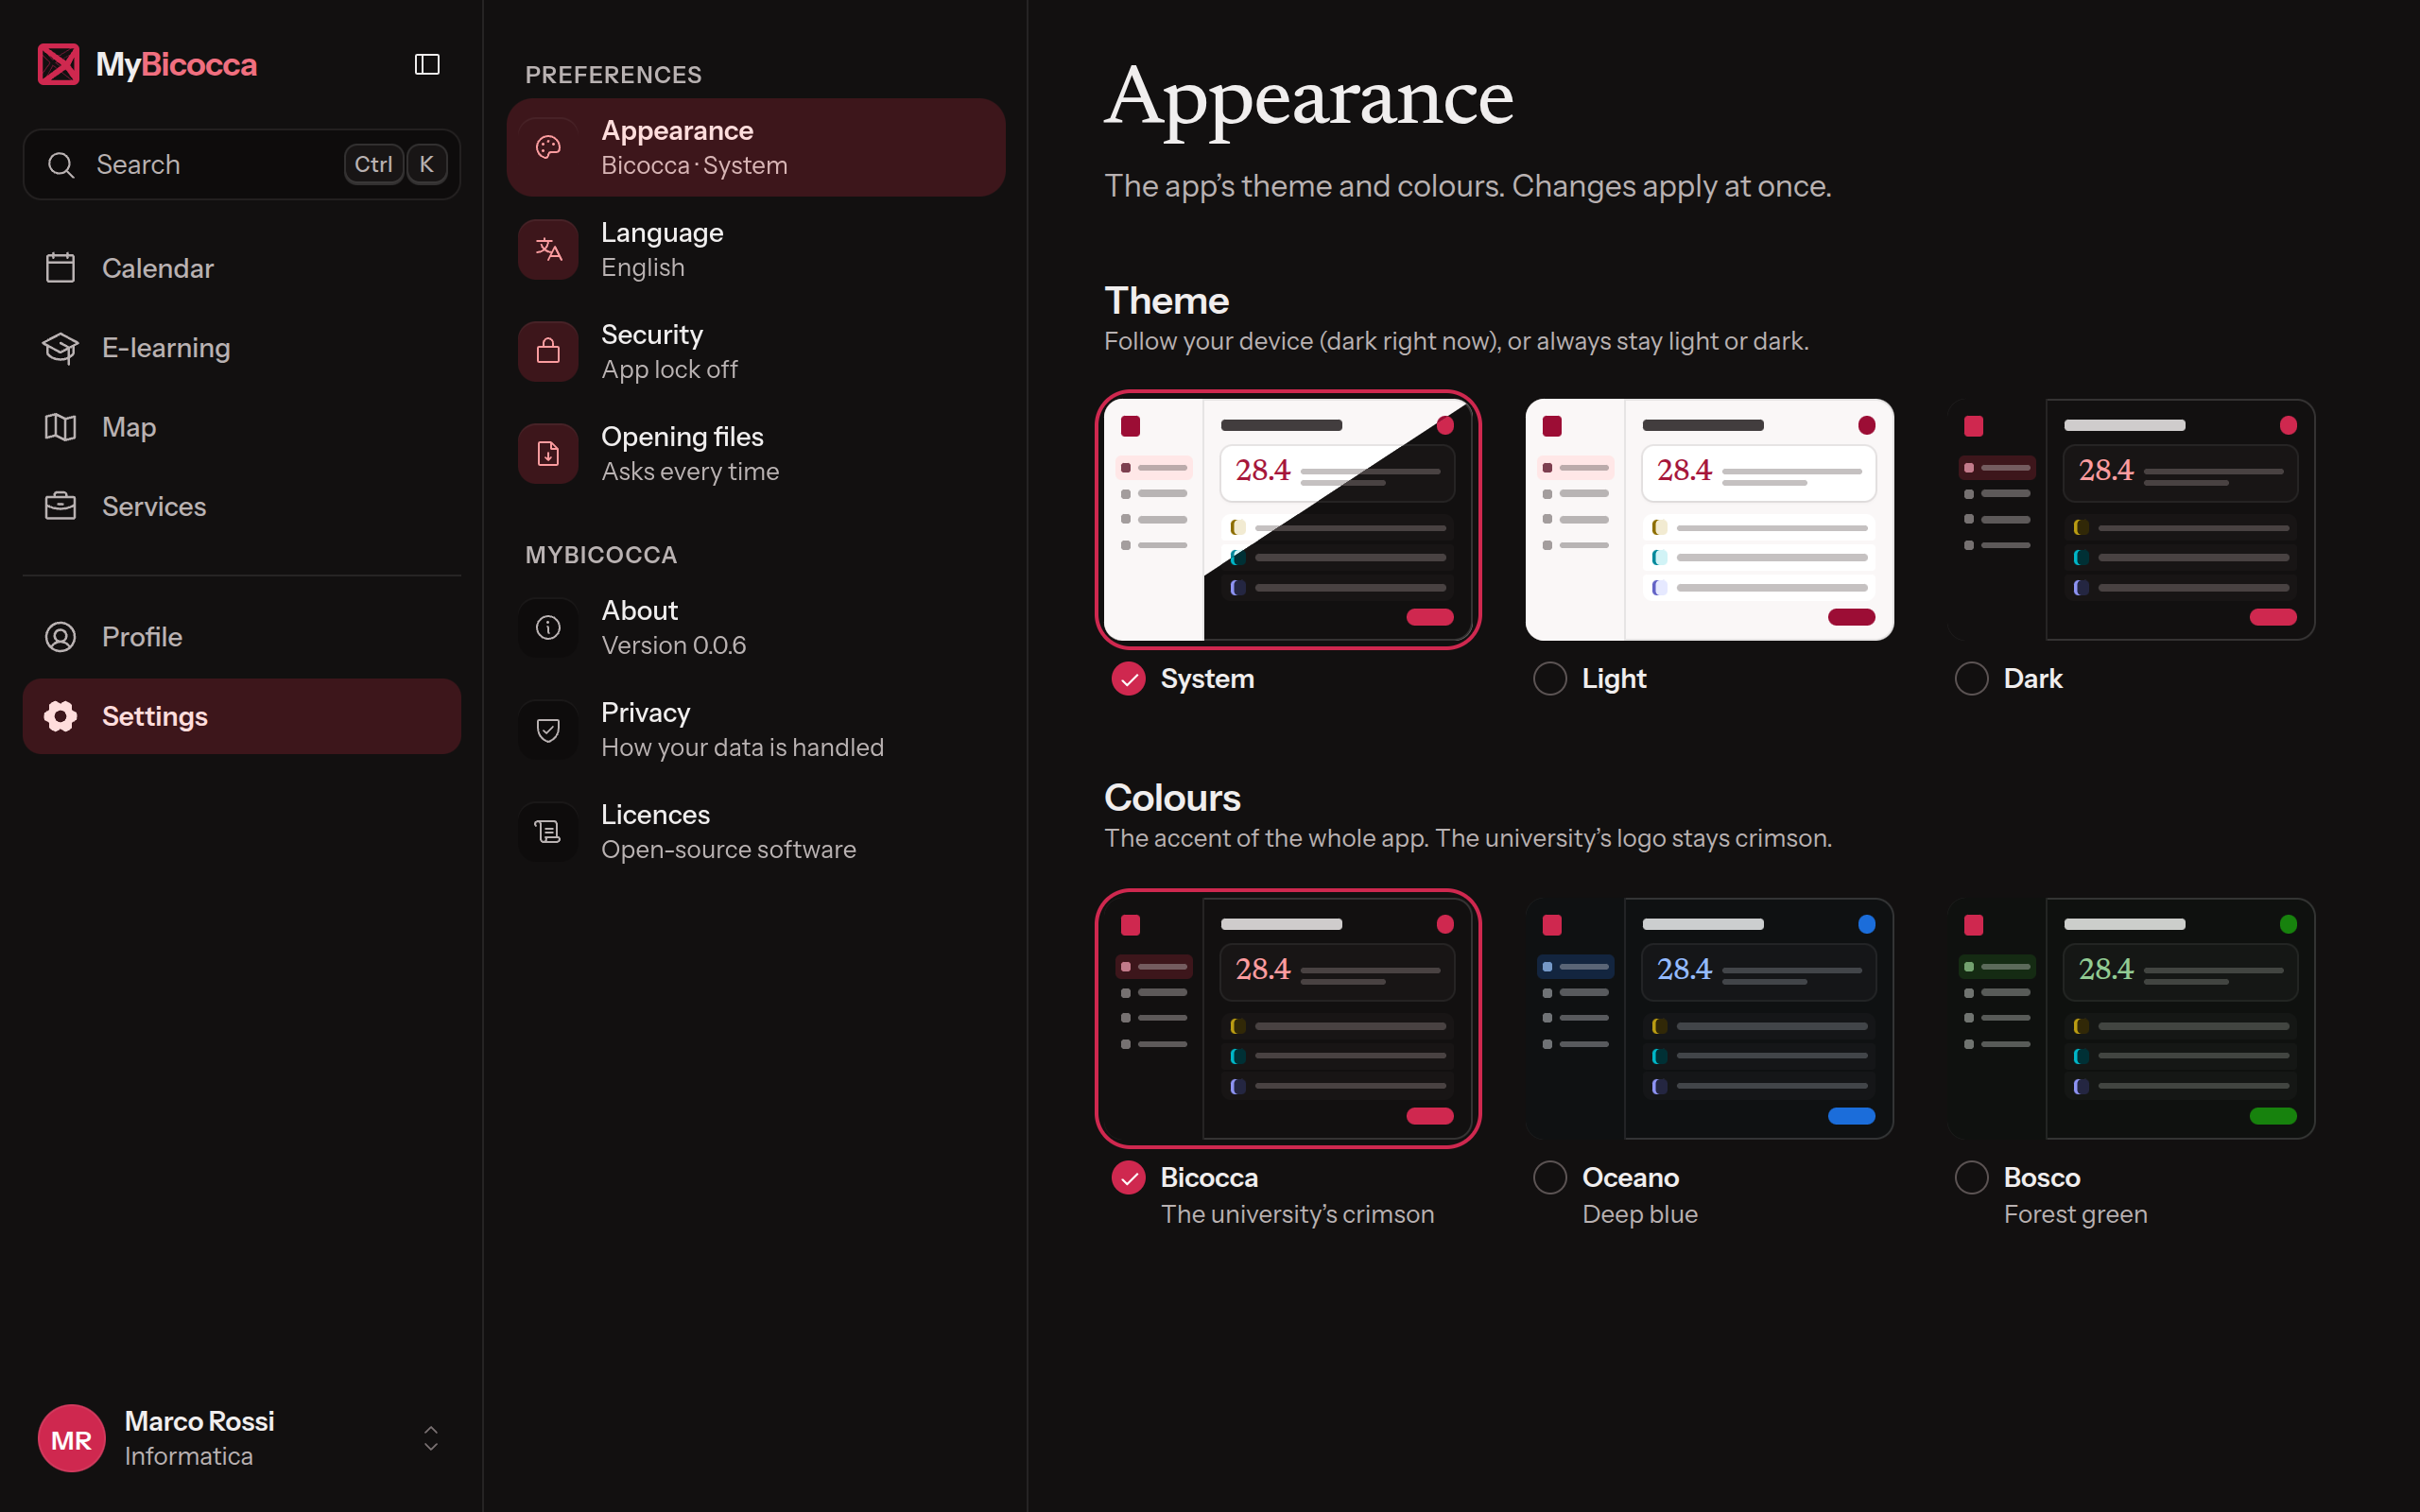 MyBicocca
Search Ctrl K
Calendar
E-learning
Map
Services
Profile
Settings
MR
Marco Rossi
Informatica
PREFERENCES
Appearance
Bicocca · System
Language
English
Security
App lock off
Opening files
Asks every time
MYBICOCCA
About
Version 0.0.6
Privacy
How your data is handled
Licences
Open-source software
Appearance
The app’s theme and colours. Changes apply at once.
Theme
Follow your device (dark right now), or always stay light or dark.
28.4
28.4
28.4
System
Light
Dark
Colours
The accent of the whole app. The university’s logo stays crimson.
28.4
28.4
28.4
Bicocca
The university’s crimson
Oceano
Deep blue
Bosco
Forest green